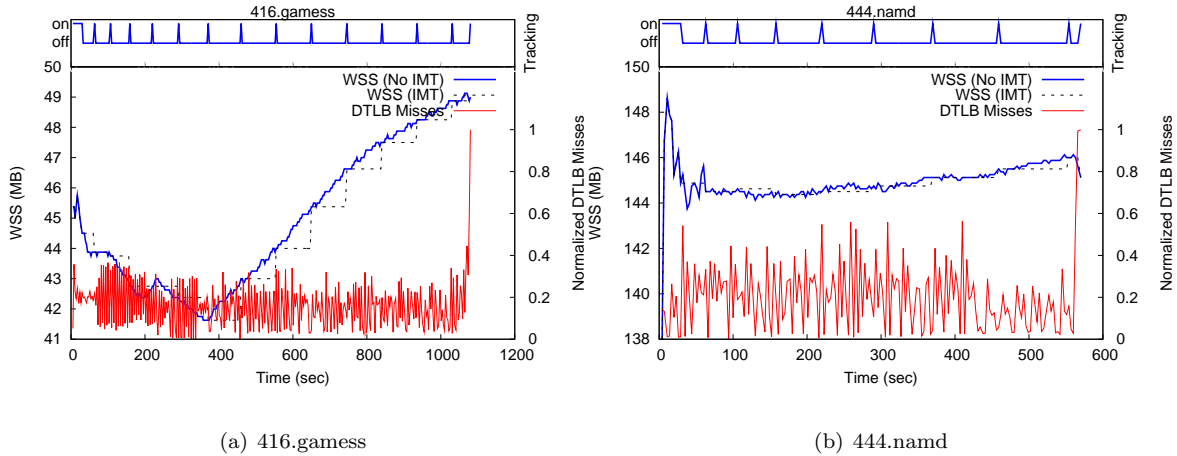 416.gamess
on
off
Tracking
50
49
48
47
46
45
44
43
42
41
WSS (MB)
WSS (No IMT)
WSS (IMT)
DTLB Misses
1
0.8
0.6
0.4
0.2
0
Normalized DTLB Misses
0 200 400 600 800 1000 1200
Time (sec)
(a) 416.gamess
444.namd
on
off
Tracking
150
148
146
144
142
140
138
WSS (MB)
WSS (No IMT)
WSS (IMT)
DTLB Misses
1
0.8
0.6
0.4
0.2
0
Normalized DTLB Misses
0 100 200 300 400 500 600
Time (sec)
(b) 444.namd